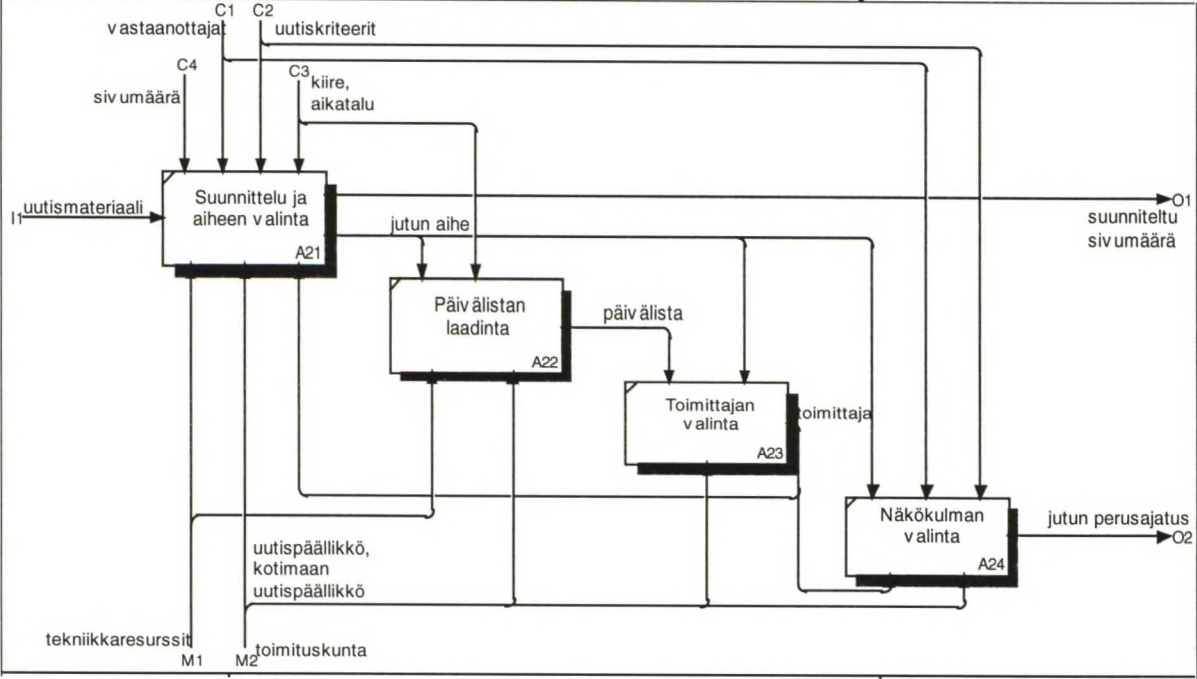 C1 C2
vastaanottajat uutiskriteerit
C4
sivumäärä
C3 kiire,
aikatalu
I1 uutismateriaali
Suunnittelu ja
aiheen valinta
A21
O1
suunniteltu
sivumäärä
jutun aihe
Päivälistan
laadinta
A22
päivälista
Toimittajan
valinta
A23
toimittaja
Näkökulman
valinta
A24
jutun perusajatus
O2
uutispäällikkö,
kotimaan
uutispäällikkö
tekniikkaresurssit
M1
M2 toimituskunta